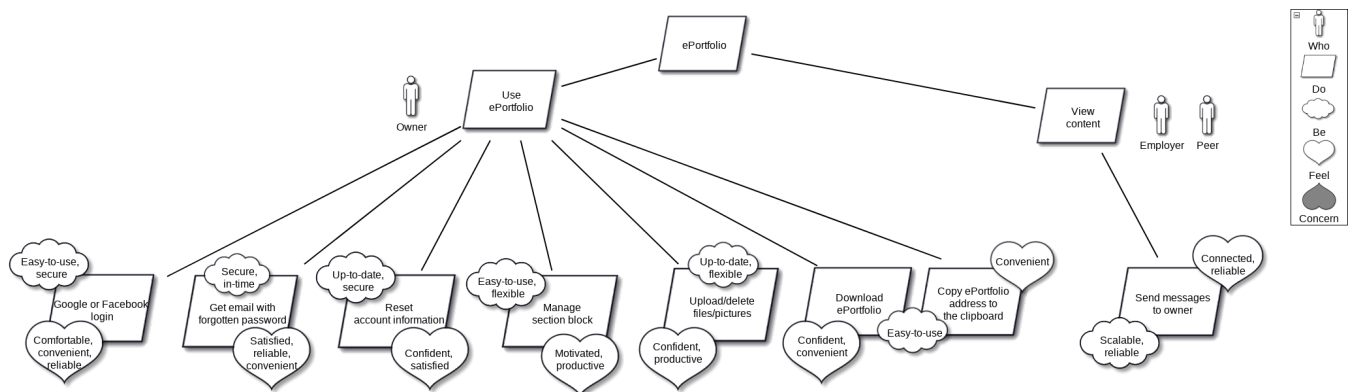 ePortfolio
Use
ePortfolio
Owner
View
content
Employer
Peer
Easy-to-use,
secure
Google or Facebook
login
Comfortable,
convenient,
reliable
Secure,
in-time
Get email with
forgotten password
Satisfied,
reliable,
convenient
Up-to-date,
secure
Reset
account information
Confident,
satisfied
Easy-to-use,
flexible
Manage
section block
Motivated,
productive
Up-to-date,
flexible
Upload/delete
files/pictures
Confident,
productive
Download
ePortfolio
Confident,
convenient
Convenient
Copy ePortfolio
address to
the clipboard
Easy-to-use
Connected,
reliable
Send messages
to owner
Scalable,
reliable
Who
Do
Be
Feel
Concern